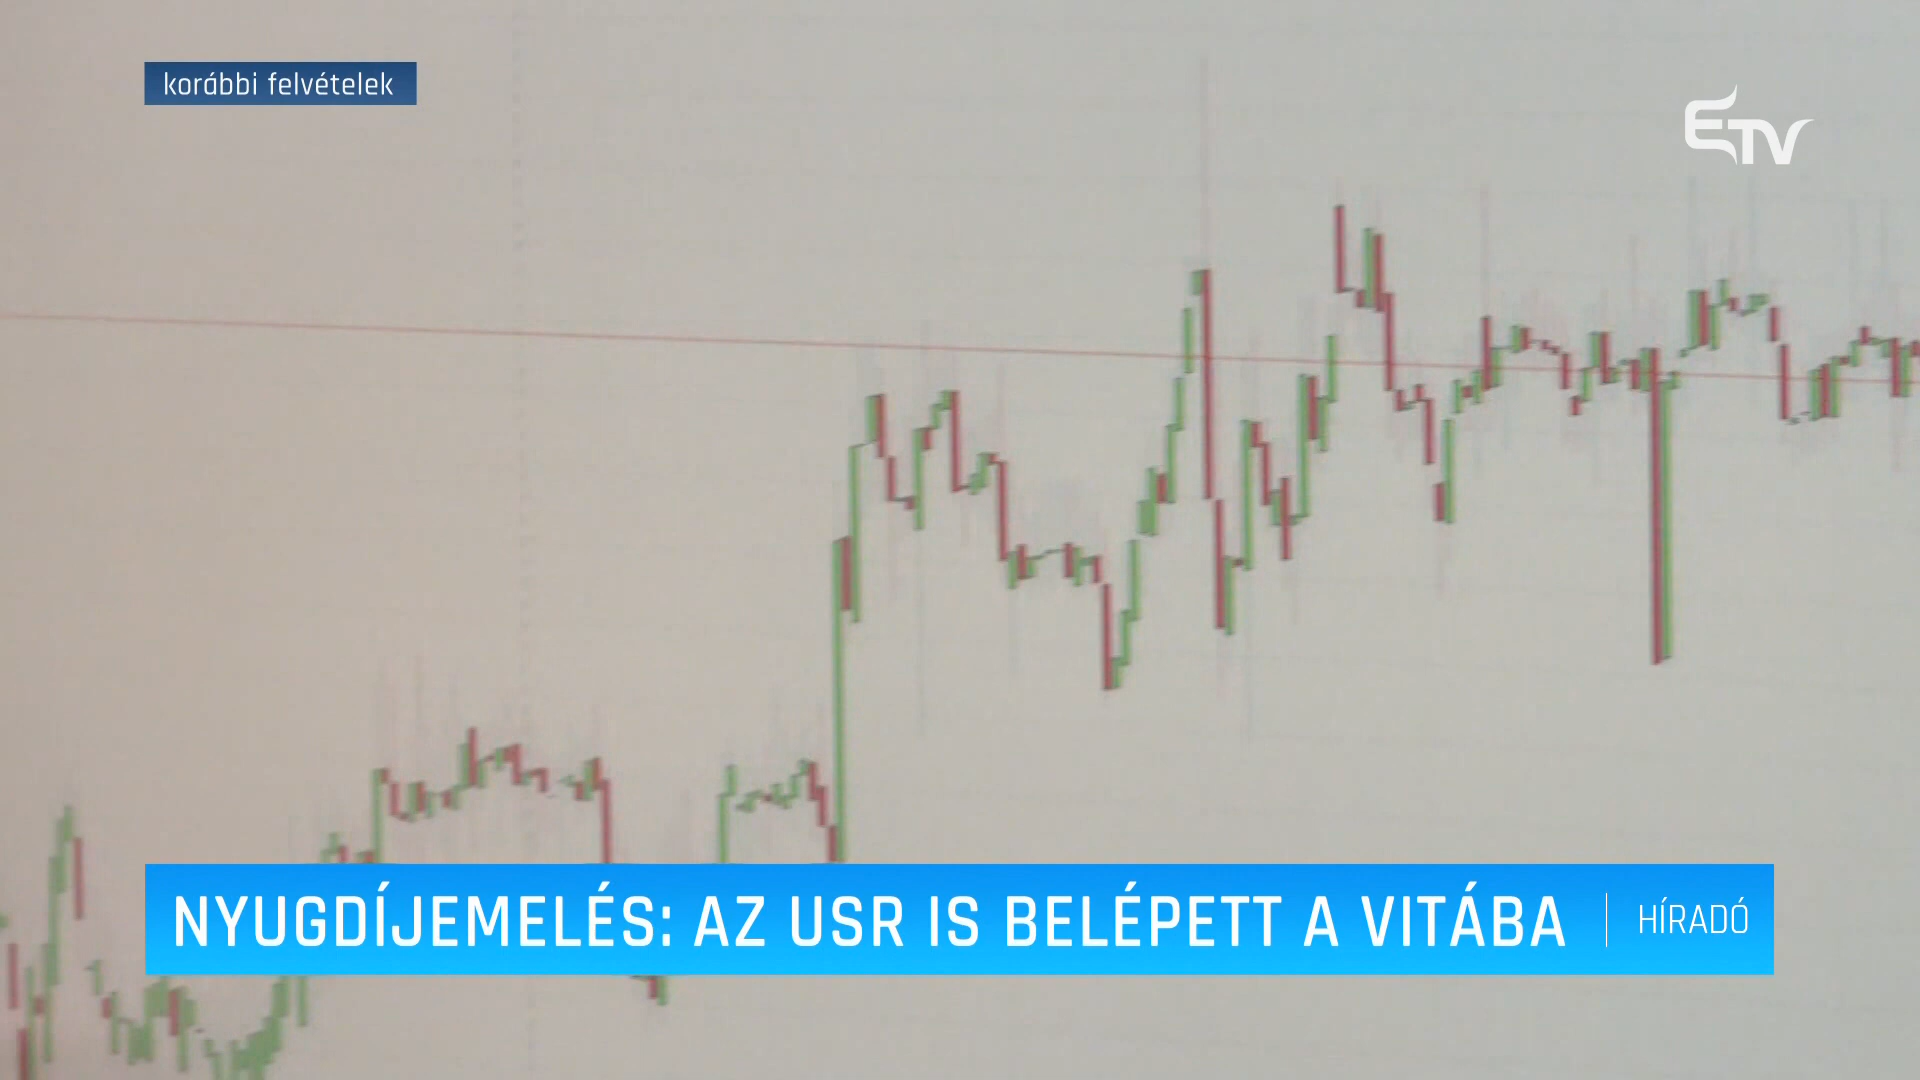 korábbi felvételek
ETV
NYUGDÍJEMELÉS: AZ USR IS BELÉPETT A VITÁBA
HÍRADÓ